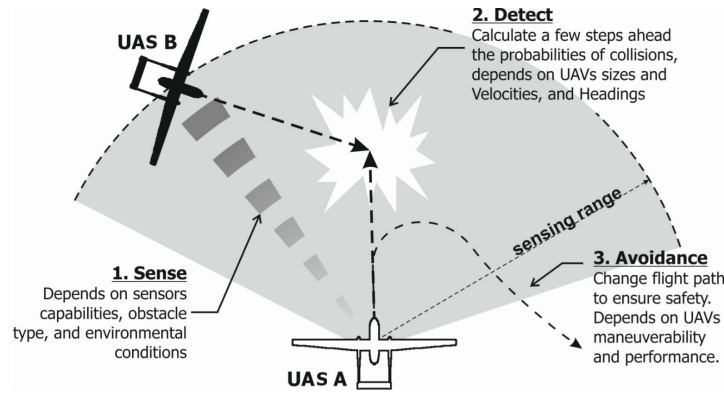 UAS B
2. Detect
Calculate a few steps ahead
the probabilities of collisions,
depends on UAVs sizes and
Velocities, and Headings
sensing range
1. Sense
Depends on sensors
capabilities, obstacle
type, and environmental
conditions
3. Avoidance
Change flight path
to ensure safety.
Depends on UAVs
maneuverability
and performance.
UAS A